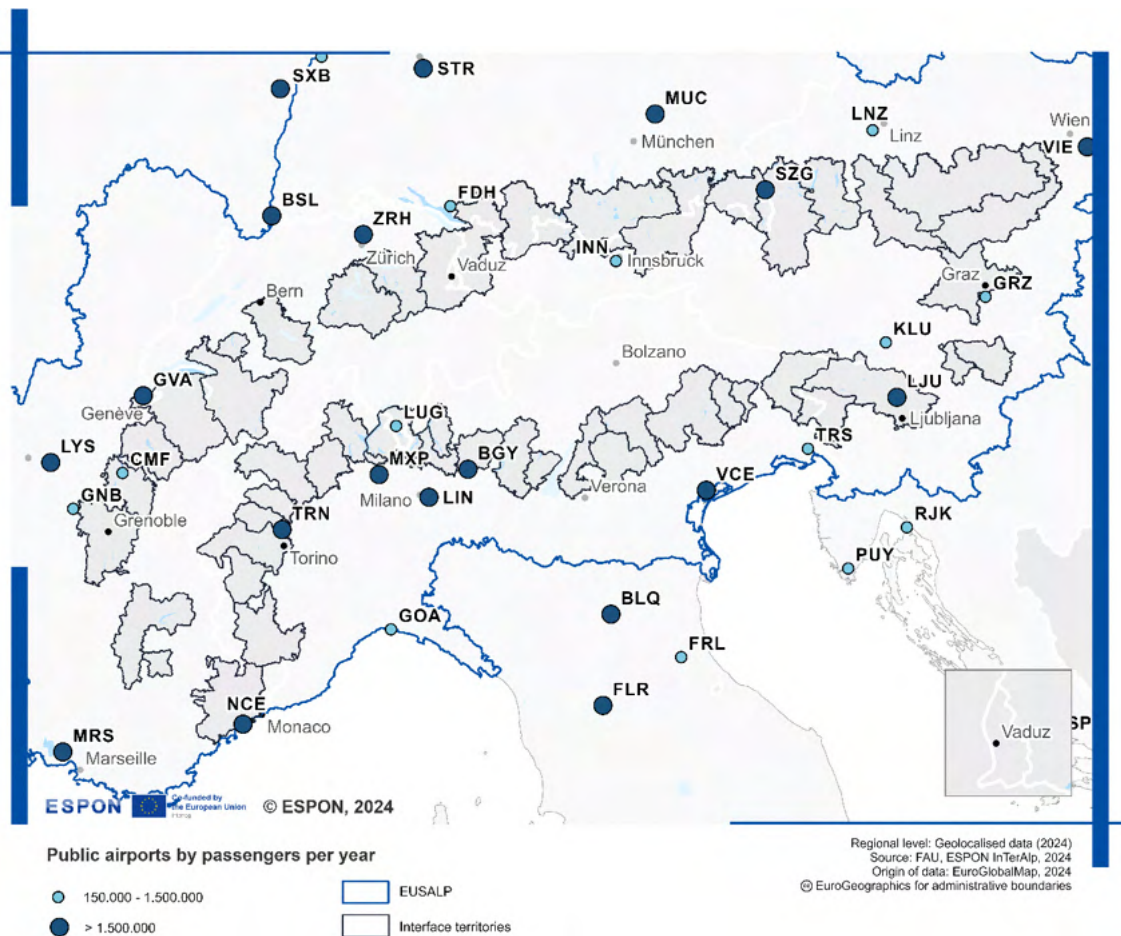 SXB
STR
MUC
LNZ
Linz
Wien
VIE
München
SZG
FDH
BSL
ZRH
INN
Innsbruck
Zürich
Vaduz
Graz
GRZ
Bern
KLU
Bolzano
GVA
LJU
Genève
LUG
Ljubljana
TRS
LYS
CMF
MXP
BGY
VCE
Milano
LIN
Verona
GNB
Grenoble
TRN
RJK
Torino
PUY
BLQ
GOA
FRL
FLR
NCE
Monaco
SP
Vaduz
MRS
Marseille
ESPON
Co-funded by
the European Union
© ESPON, 2024
Public airports by passengers per year
150.000 - 1.500.000
> 1.500.000
EUSALP
Interface territories
Regional level: Geolocalised data (2024)
Source: FAU, ESPON InTerAlp, 2024
Origin of data: EuroGlobalMap, 2024
© EuroGeographics for administrative boundaries